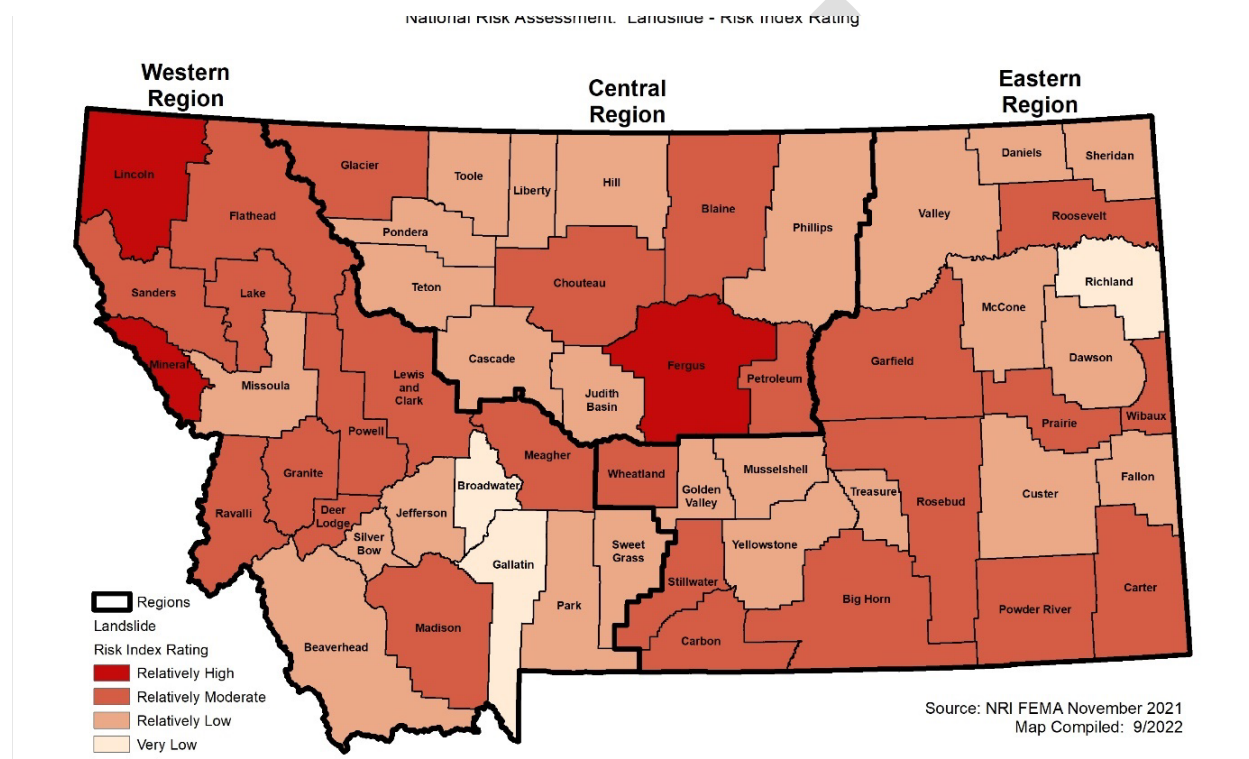 National Risk Assessment: Landslide - Risk Index Rating
Western
Region
Central
Region
Eastern
Region
Lincoln
Flathead
Glacier
Toole
Liberty
Hill
Blaine
Phillips
Valley
Daniels
Sheridan
Roosevelt
Pondera
Sanders
Lake
Teton
Chouteau
McCone
Richland
Mineral
Missoula
Lewis
and
Clark
Cascade
Judith
Basin
Fergus
Petroleum
Garfield
Dawson
Prairie
Wibaux
Powell
Granite
Ravalli
Deer
Lodge
Silver
Bow
Jefferson
Broadwater
Meagher
Wheatland
Golden
Valley
Musselshell
Treasure
Rosebud
Custer
Fallon
Gallatin
Sweet
Grass
Park
Stillwater
Yellowstone
Big Horn
Powder River
Carter
Beaverhead
Madison
Carbon
Regions
Landslide
Risk Index Rating
Relatively High
Relatively Moderate
Relatively Low
Very Low
Source: NRI FEMA November 2021
Map Compiled: 9/2022